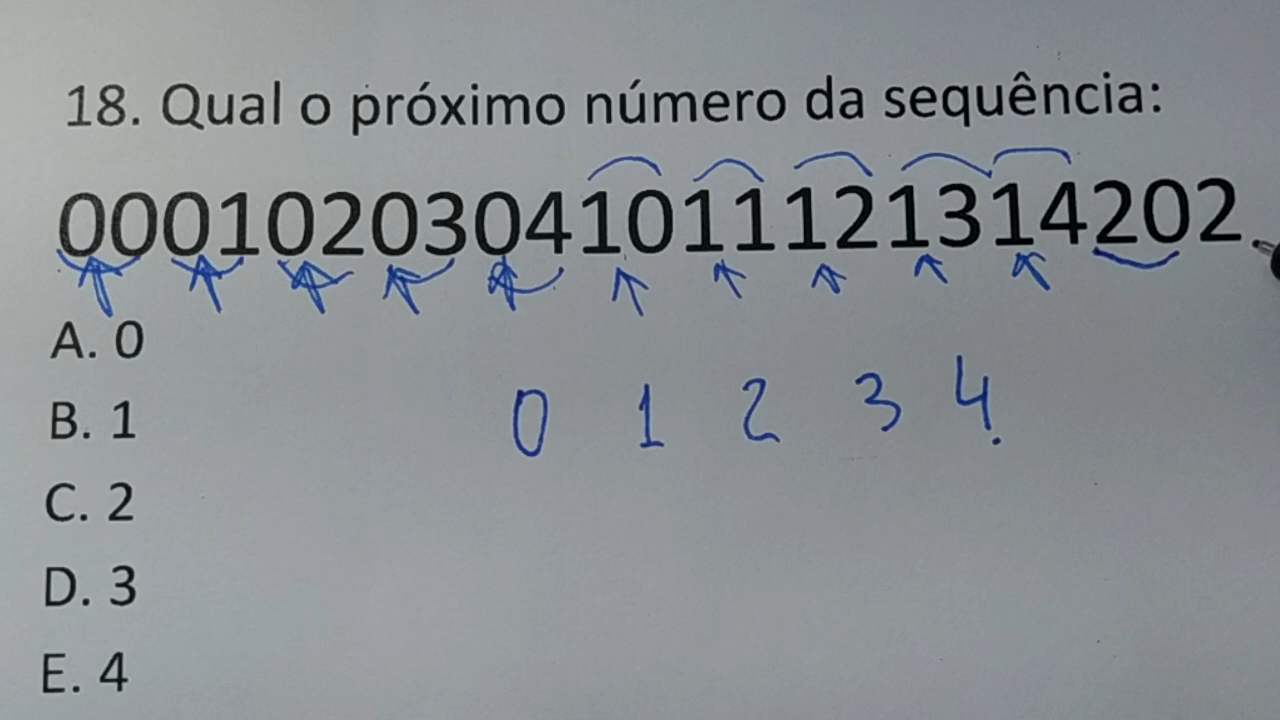 18. Qual o próximo número da sequência:
00010203041011121314202.
A. 0
B. 1
C. 2
D. 3
E. 4
0 1 2 3 4.